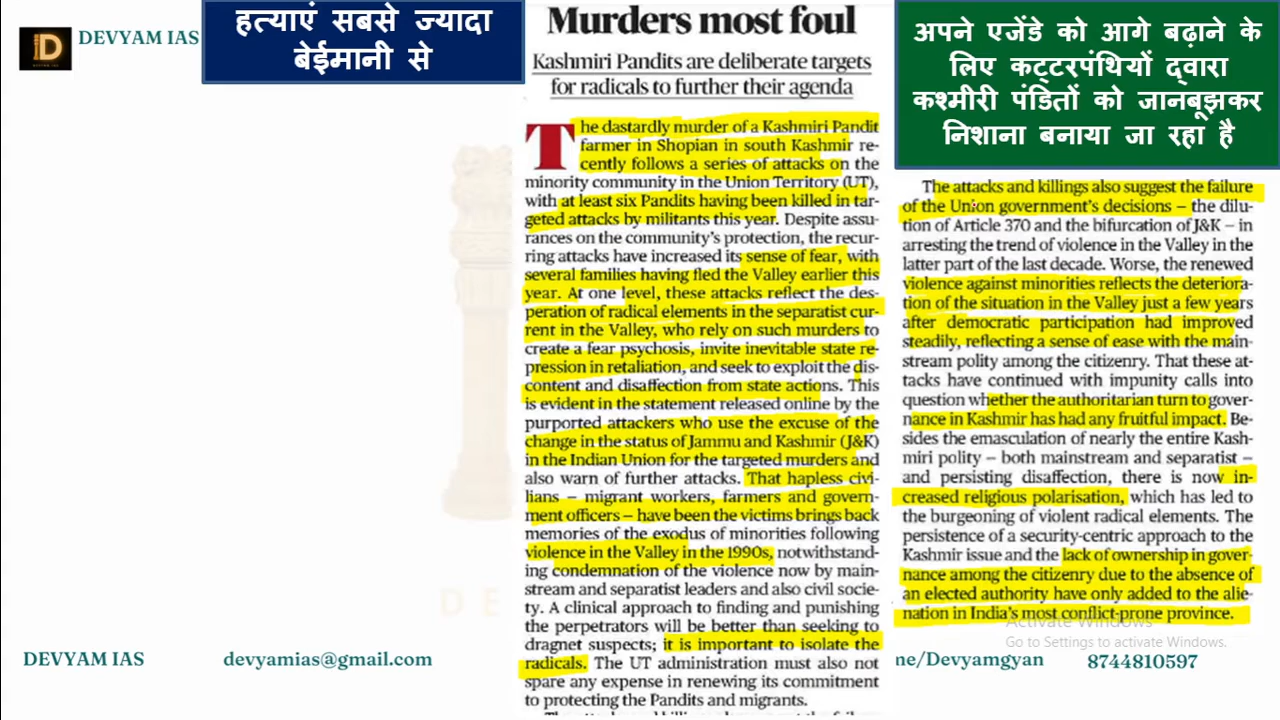 DEVYAM IAS
हत्याएं सबसे ज्यादा
बेईमानी से
Murders most foul
Kashmiri Pandits are deliberate targets
for radicals to further their agenda
The dastardly murder of a Kashmiri Pandit
farmer in Shopian in south Kashmir re-
cently follows a series of attacks on the
minority community in the Union Territory (UT),
with at least six Pandits having been killed in tar-
geted attacks by militants this year. Despite assu-
rances on the community's protection, the recur-
ring attacks have increased its sense of fear, with
several families having fled the Valley earlier this
year. At one level, these attacks reflect the des-
peration of radical elements in the separatist cur-
rent in the Valley, who rely on such murders to
create a fear psychosis, invite inevitable state re-
pression in retaliation, and seek to exploit the dis-
content and disaffection from state actions. This
is evident in the statement released online by the
purported attackers who use the excuse of the
change in the status of Jammu and Kashmir (J&K)
in the Indian Union for the targeted murders and
also warn of further attacks. That hapless civi-
lians – migrant workers, farmers and govern-
ment officers – have been the victims brings back
memories of the exodus of minorities following
violence in the Valley in the 1990s, notwithstand-
ing condemnation of the violence now by main-
stream and separatist leaders and also civil socie-
ty. A clinical approach to finding and punishing
the perpetrators will be better than seeking to
dragnet suspects; it is important to isolate the
radicals. The UT administration must also not
spare any expense in renewing its commitment
to protecting the Pandits and migrants.
अपने एजेंडे को आगे बढ़ाने के
लिए कट्टरपंथियों द्वारा
कश्मीरी पंडितों को जानबूझकर
निशाना बनाया जा रहा है
The attacks and killings also suggest the failure
of the Union government's decisions – the dilu-
tion of Article 370 and the bifurcation of J&K – in
arresting the trend of violence in the Valley in the
latter part of the last decade. Worse, the renewed
violence against minorities reflects the deteriora-
tion of the situation in the Valley just a few years
after democratic participation had improved
steadily, reflecting a sense of ease with the main-
stream polity among the citizenry. That these at-
tacks have continued with impunity calls into
question whether the authoritarian turn to gover-
nance in Kashmir has had any fruitful impact. Be-
sides the emasculation of nearly the entire Kash-
miri polity – both mainstream and separatist –
and persisting disaffection, there is now in-
creased religious polarisation, which has led to
the burgeoning of violent radical elements. The
persistence of a security-centric approach to the
Kashmir issue and the lack of ownership in gover-
nance among the citizenry due to the absence of
an elected authority have only added to the alie-
nation in India's most conflict-prone province.
Activate Windows
Go to Settings to activate Windows.
D E
DEVYAM IAS
devyamias@gmail.com
ne/Devyamgyan
8744810597